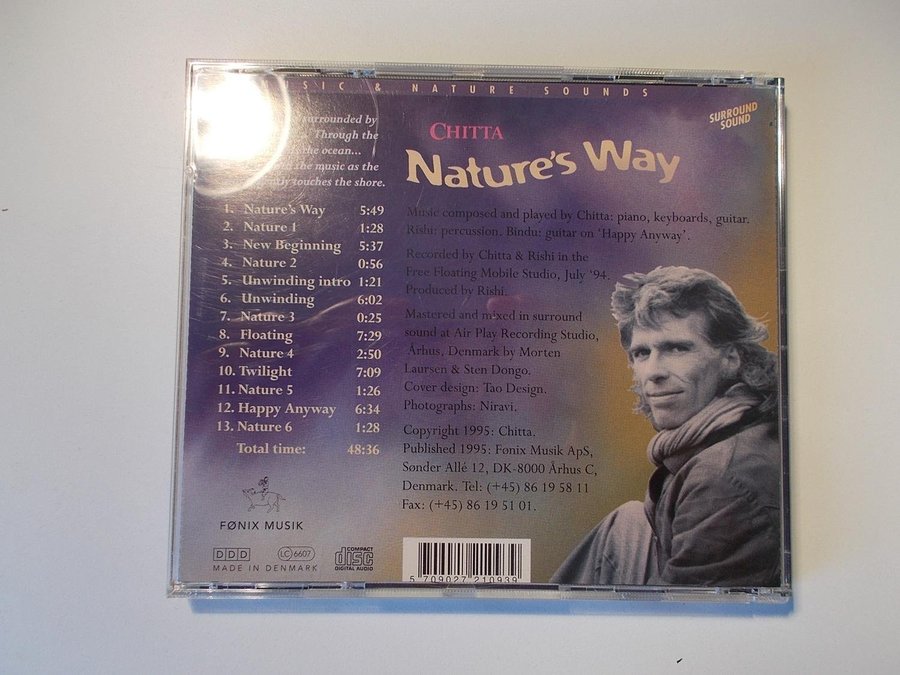 & NATURE SOUNDS
SURROUND
SOUND
surrounded by
Through the
the ocean...
the music as the
touches the shore.
1. Nature's Way 5:49
2. Nature 1 1:28
3. New Beginning 5:37
4. Nature 2 0:56
5. Unwinding intro 1:21
6. Unwinding 6:02
7. Nature 3 0:25
8. Floating 7:29
9. Nature 4 2:50
10. Twilight 7:09
11. Nature 5 1:26
12. Happy Anyway 6:34
13. Nature 6 1:28
Total time: 48:36
FØNIX MUSIK
DDD
LC 6607
COMPACT
disc
DIGITAL AUDIO
MADE IN DENMARK
CHITTA
Nature's Way
Music composed and played by Chitta: piano, keyboards, guitar.
Rishi: percussion. Bindu: guitar on 'Happy Anyway'.
Recorded by Chitta & Rishi in the
Free Floating Mobile Studio, July '94.
Produced by Rishi.
Mastered and mixed in surround
sound at Air Play Recording Studio,
Århus, Denmark by Morten
Laursen & Sten Dongo.
Cover design: Tao Design.
Photographs: Niravi.
Copyright 1995: Chitta.
Published 1995: Fønix Musik ApS,
Sønder Allé 12, DK-8000 Århus C,
Denmark. Tel: (+45) 86 19 58 11
Fax: (+45) 86 19 51 01.
5 709027 210939